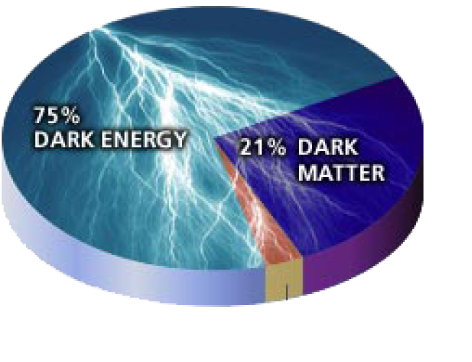 75%
DARK ENERGY
21% DARK
MATTER